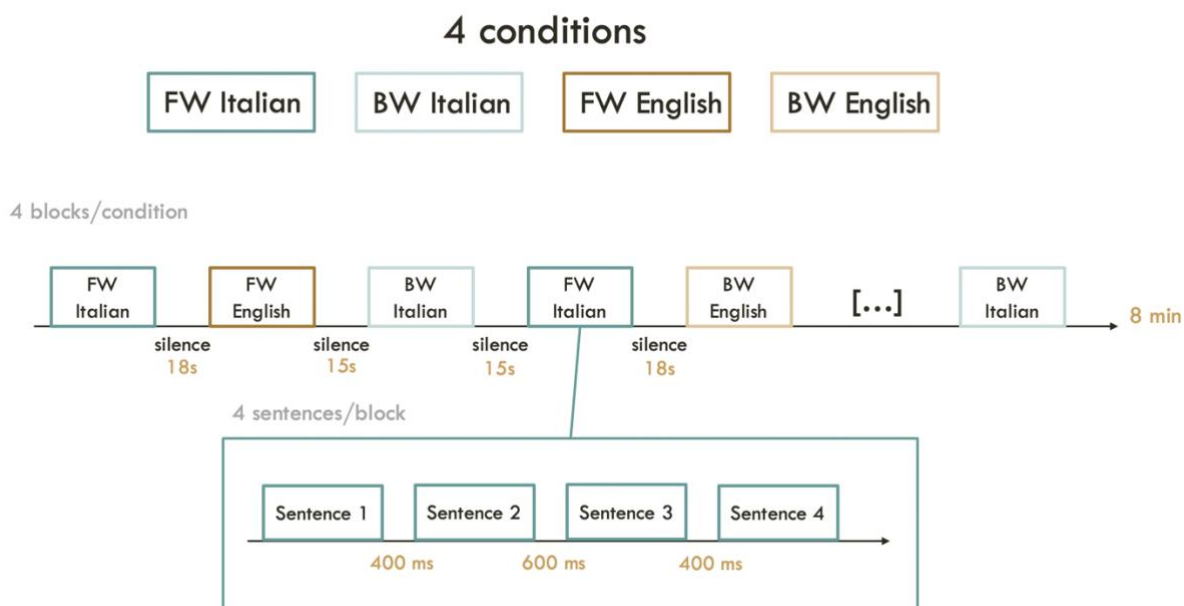 4 conditions
FW Italian
BW Italian
FW English
BW English
4 blocks/condition
FW
Italian
FW
English
BW
Italian
FW
Italian
BW
English
[...]
BW
Italian
8 min
silence
18s
silence
15s
silence
15s
silence
18s
4 sentences/block
Sentence 1
Sentence 2
Sentence 3
Sentence 4
400 ms
600 ms
400 ms